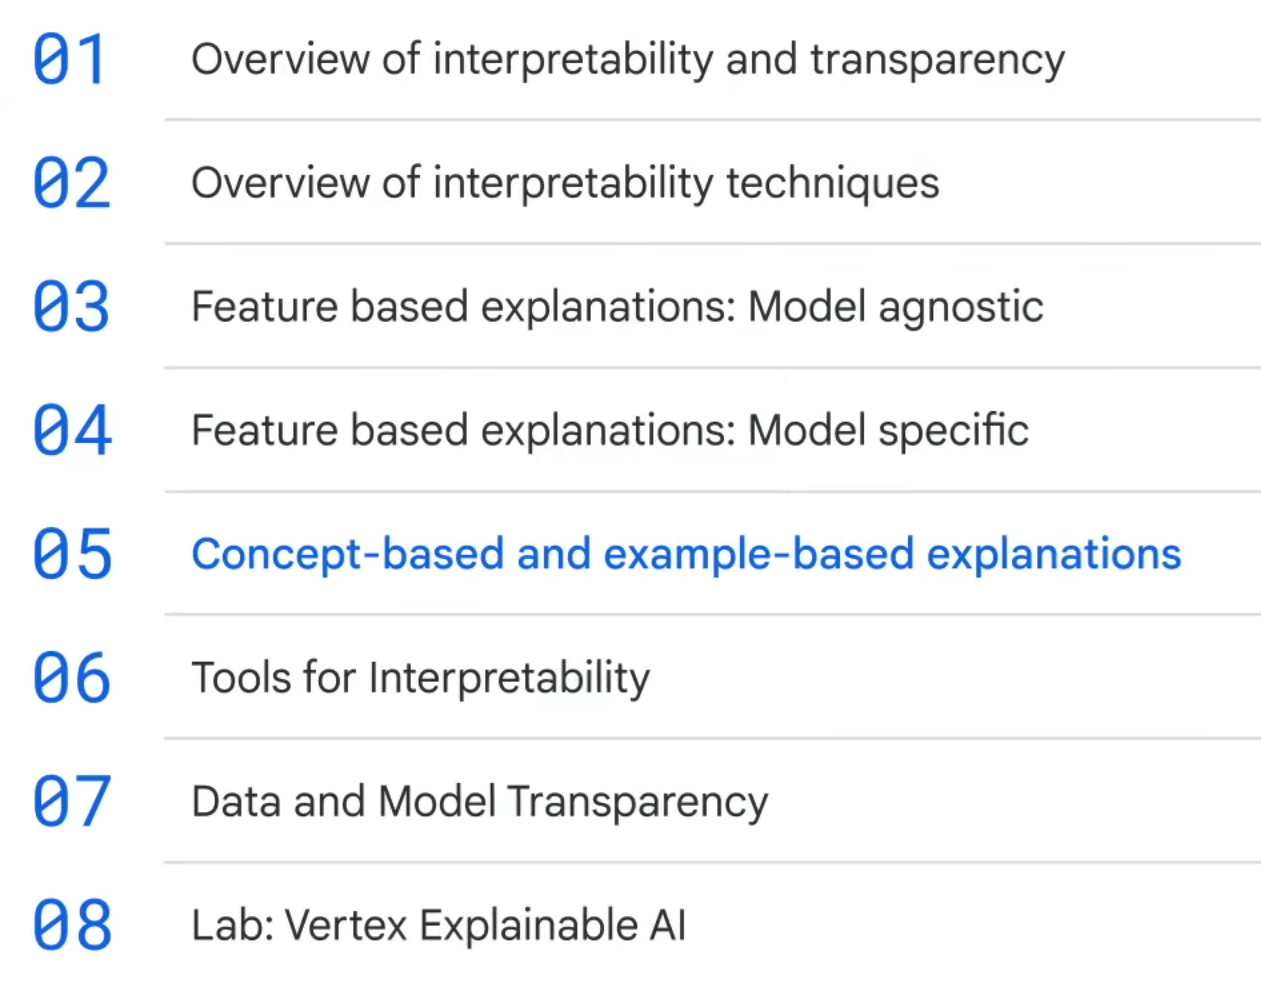 01 Overview of interpretability and transparency
02 Overview of interpretability techniques
03 Feature based explanations: Model agnostic
04 Feature based explanations: Model specific
05 Concept-based and example-based explanations
06 Tools for Interpretability
07 Data and Model Transparency
08 Lab: Vertex Explainable AI